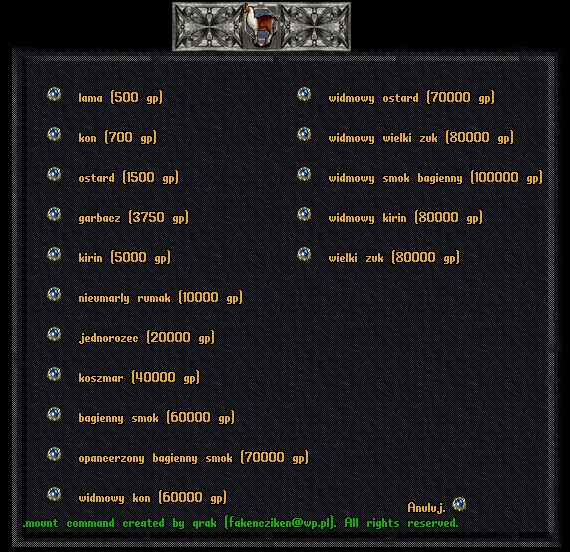 lama (500 gp)
kon (700 gp)
ostard (1500 gp)
garbacz (3750 gp)
kirin (5000 gp)
nieumarly rumak (10000 gp)
jednorozec (20000 gp)
koszmar (40000 gp)
bagienny smok (60000 gp)
opancerzony bagienny smok (70000 gp)
widmowy kon (60000 gp)
widmowy ostard (70000 gp)
widmowy wielki zuk (80000 gp)
widmowy smok bagienny (100000 gp)
widmowy kirin (80000 gp)
wielki zuk (80000 gp)
Anuluj.
.mount command created by qrak (fakencziken@wp.pl). All rights reserved.